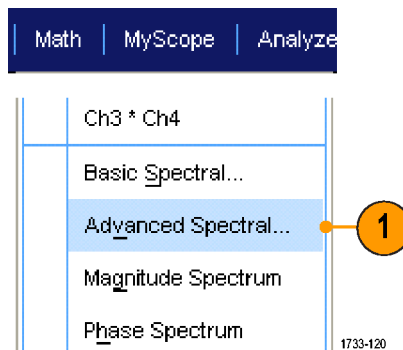 Math MyScope Analyze
Ch3 * Ch4
Basic Spectral...
Advanced Spectral...
1
Magnitude Spectrum
Phase Spectrum
1733-120